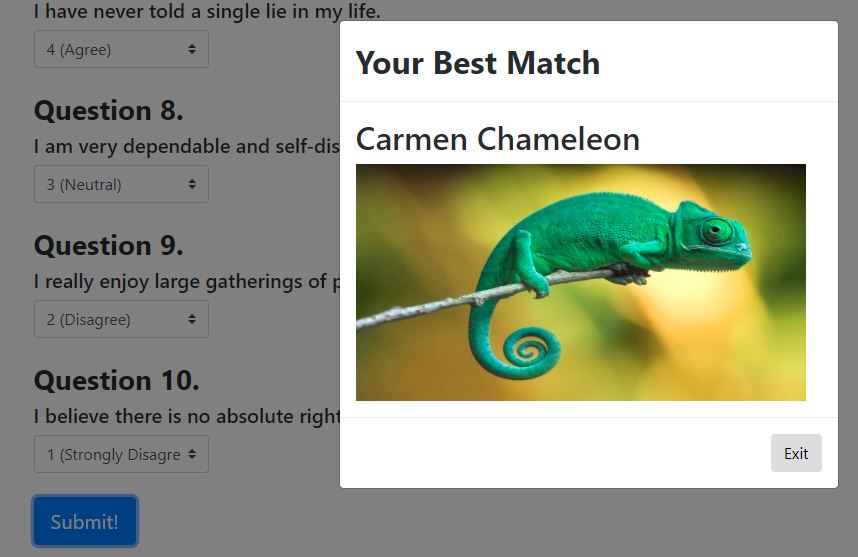 I have never told a single lie in my life.
4 (Agree)
Question 8.
I am very dependable and self-dis
3 (Neutral)
Question 9.
I really enjoy large gatherings of p
2 (Disagree)
Question 10.
I believe there is no absolute right
1 (Strongly Disagre
Submit!
Your Best Match
Carmen Chameleon
Exit